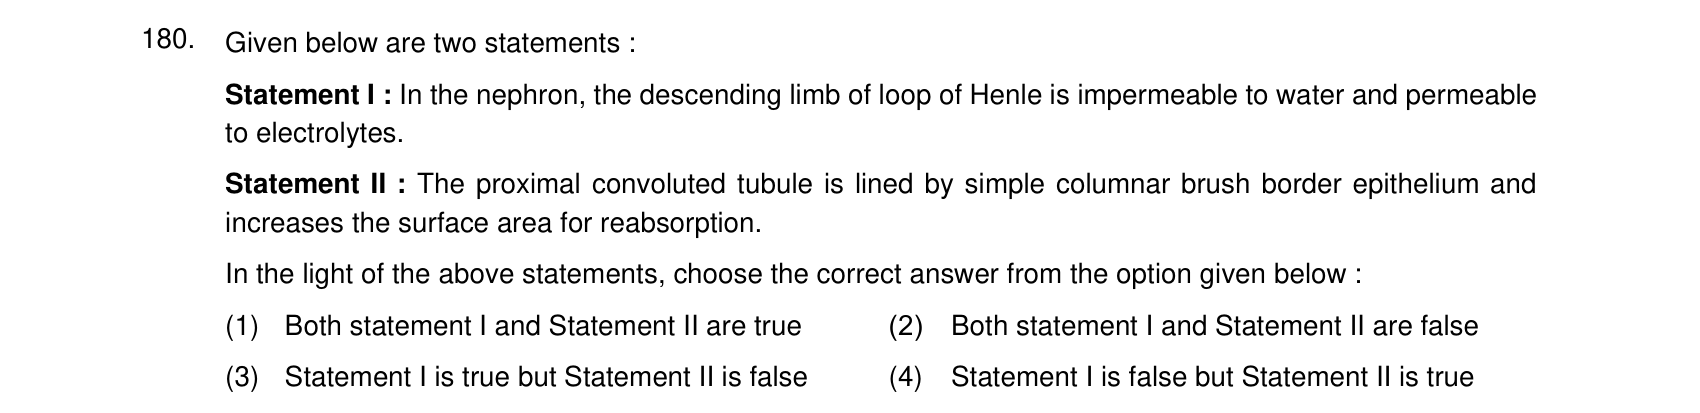 180. Given below are two statements :
Statement I : In the nephron, the descending limb of loop of Henle is impermeable to water and permeable
to electrolytes.
Statement II : The proximal convoluted tubule is lined by simple columnar brush border epithelium and
increases the surface area for reabsorption.
In the light of the above statements, choose the correct answer from the option given below :
(1) Both statement I and Statement II are true (2) Both statement I and Statement II are false
(3) Statement I is true but Statement II is false (4) Statement I is false but Statement II is true